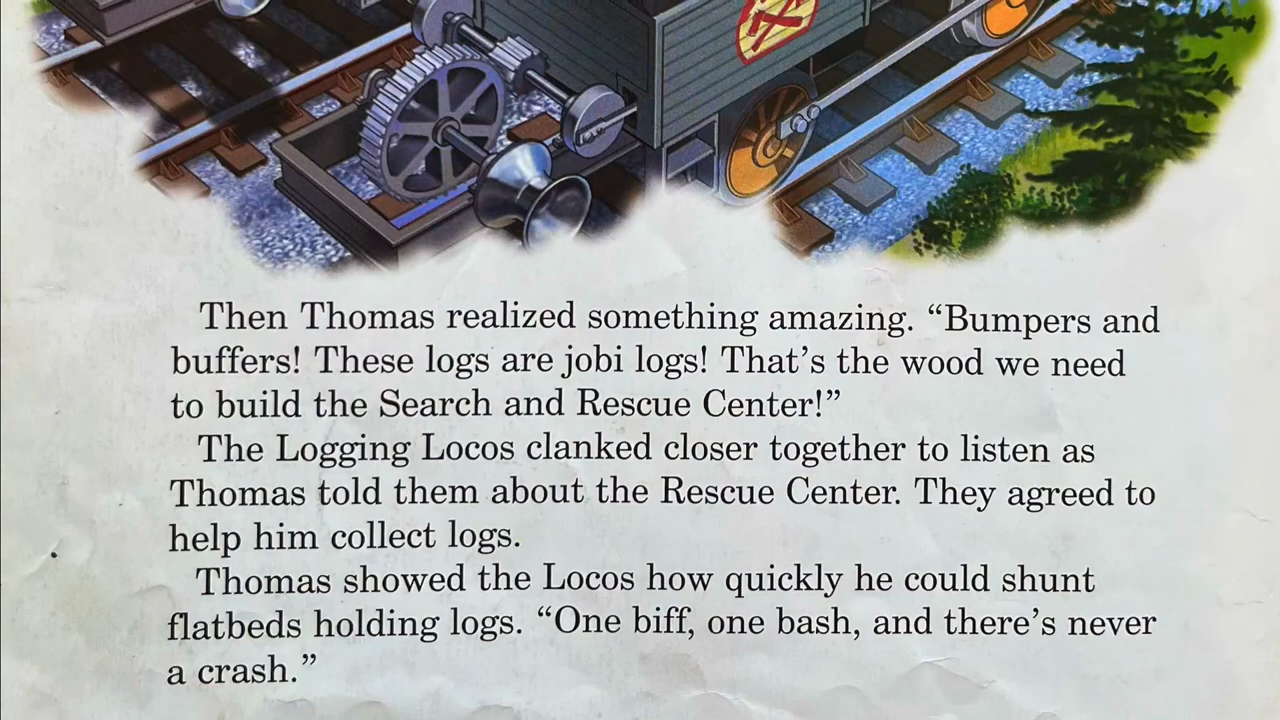 Then Thomas realized something amazing. “Bumpers and
buffers! These logs are jobi logs! That’s the wood we need
to build the Search and Rescue Center!”
The Logging Locos clanked closer together to listen as
Thomas told them about the Rescue Center. They agreed to
help him collect logs.
Thomas showed the Locos how quickly he could shunt
flatbeds holding logs. “One biff, one bash, and there’s never
a crash.”